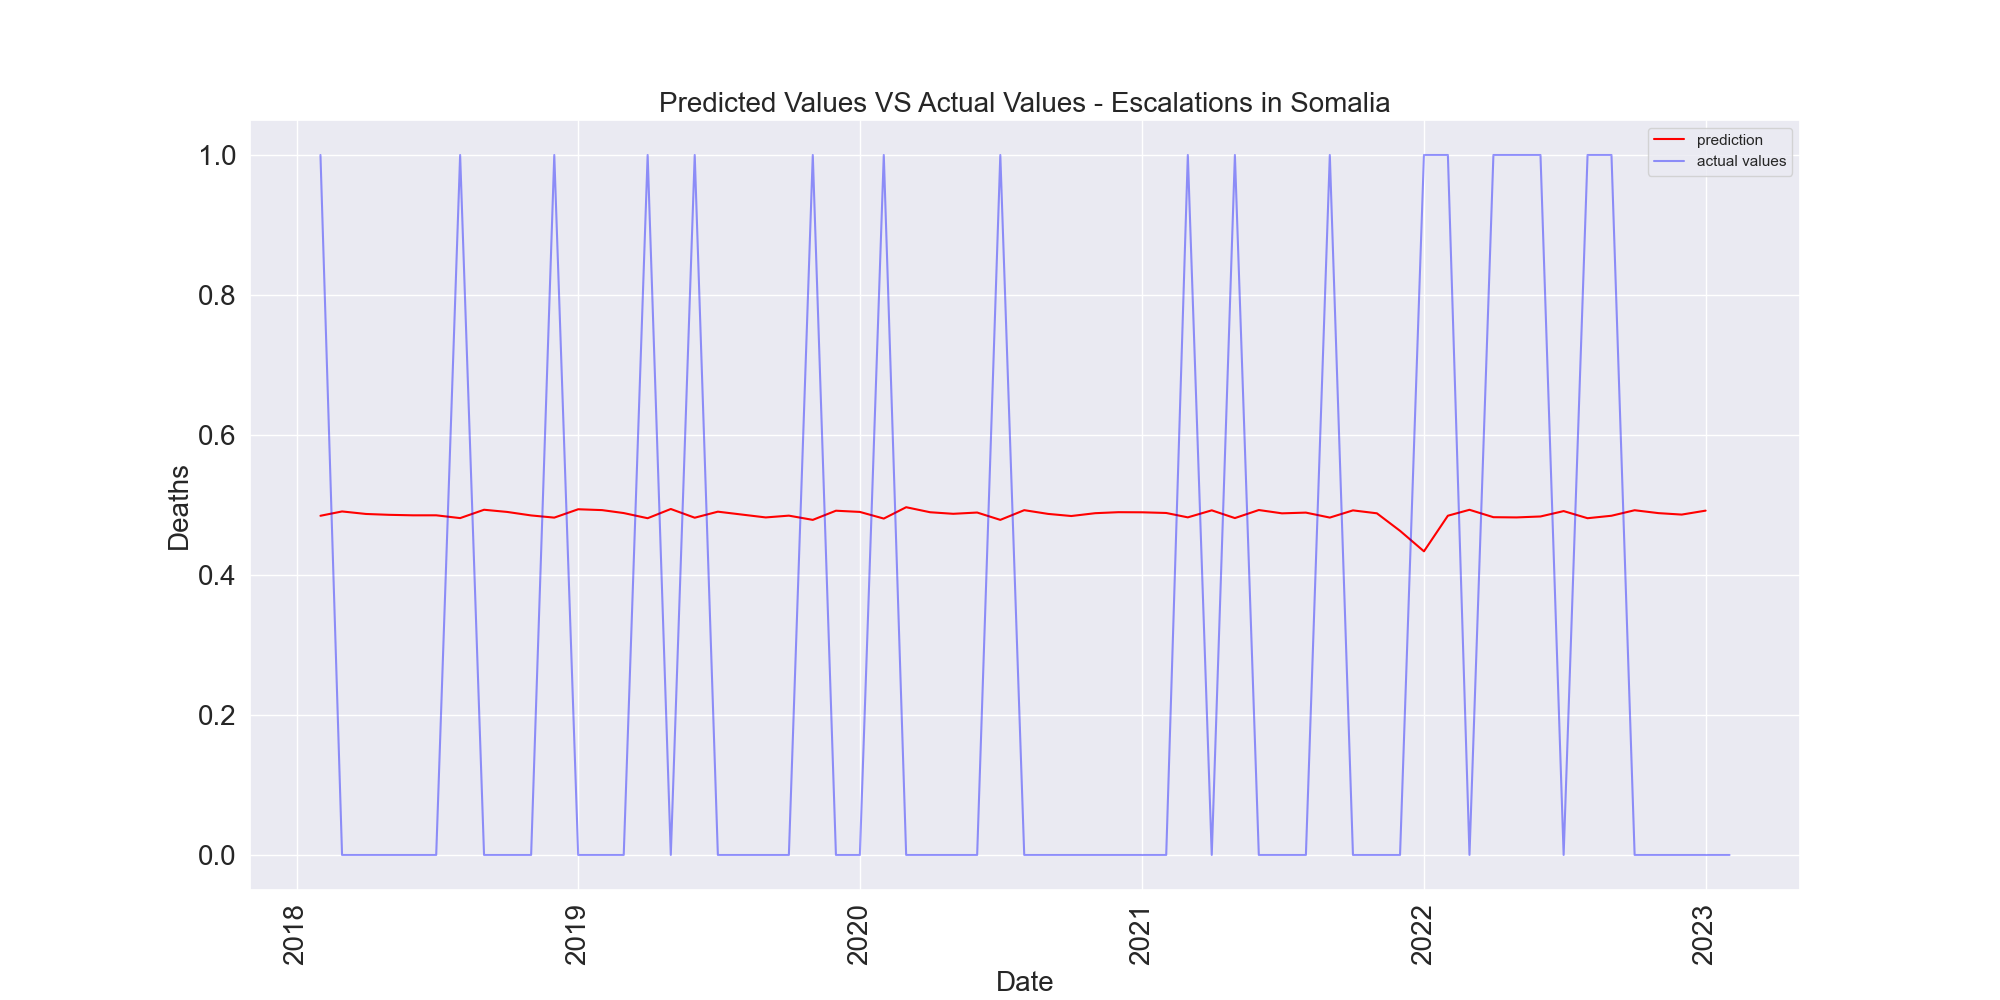 Predicted Values VS Actual Values - Escalations in Somalia
prediction
actual values
1.0
0.8
0.6
0.4
0.2
0.0
Deaths
2018
2019
2020
2021
2022
2023
Date